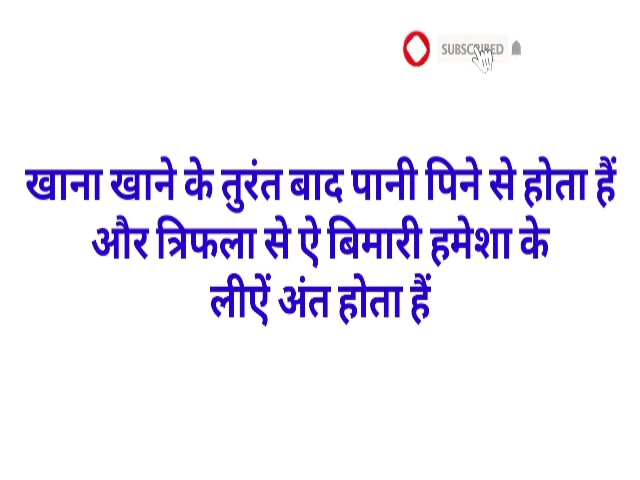 SUBSCRIBED
खाना खाने के तुरंत बाद पानी पिने से होता हैं
और त्रिफला से ऐ बिमारी हमेशा के
लीऐं अंत होता हैं